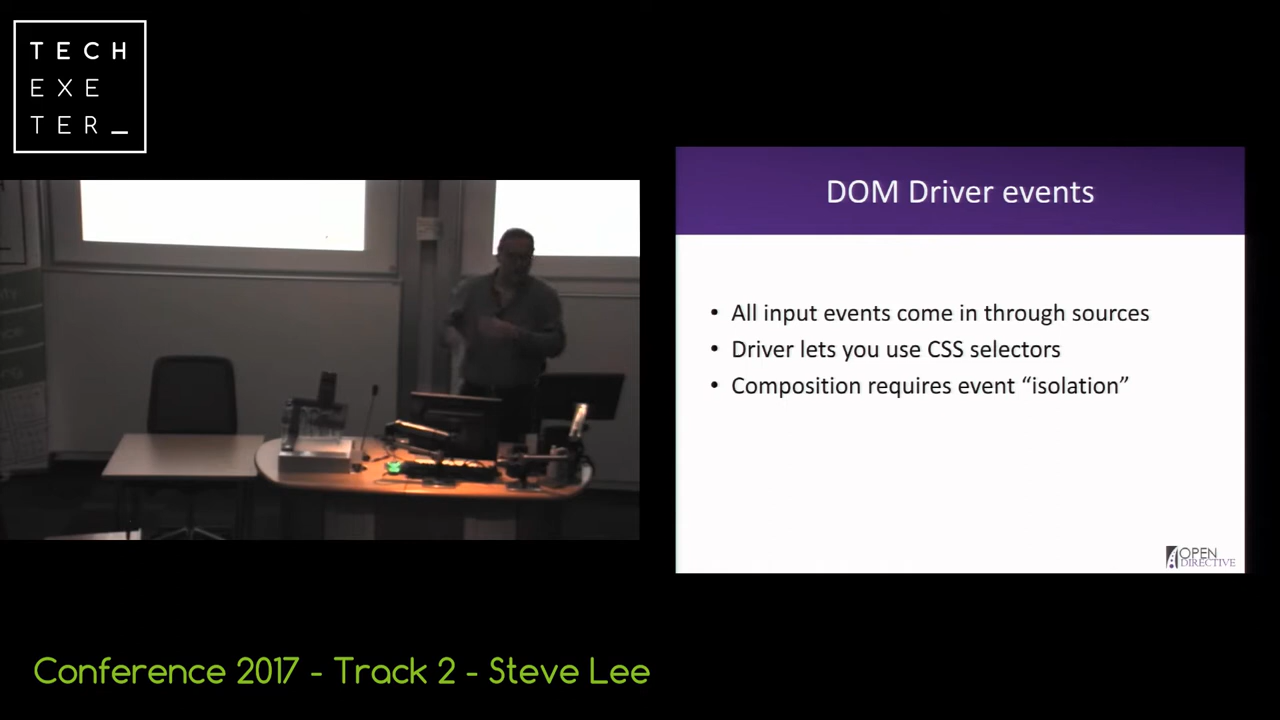 TECH
EXE
TER_
DOM Driver events
• All input events come in through sources
• Driver lets you use CSS selectors
• Composition requires event “isolation”
OPEN
DIRECTIVE
Conference 2017 - Track 2 - Steve Lee